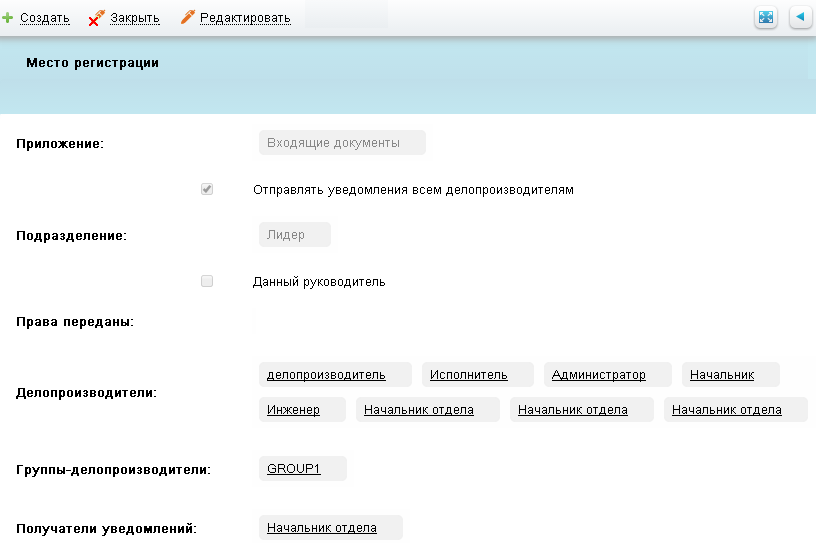 Создать Закрыть Редактировать
Место регистрации
Приложение: Входящие документы
Отправлять уведомления всем делопроизводителям
Подразделение: Лидер
Данный руководитель
Права переданы:
делопроизводитель Исполнитель Администратор Начальник
Делопроизводители:
Инженер Начальник отдела Начальник отдела Начальник отдела
Группы-делопроизводители: GROUP1
Получатели уведомлений: Начальник отдела